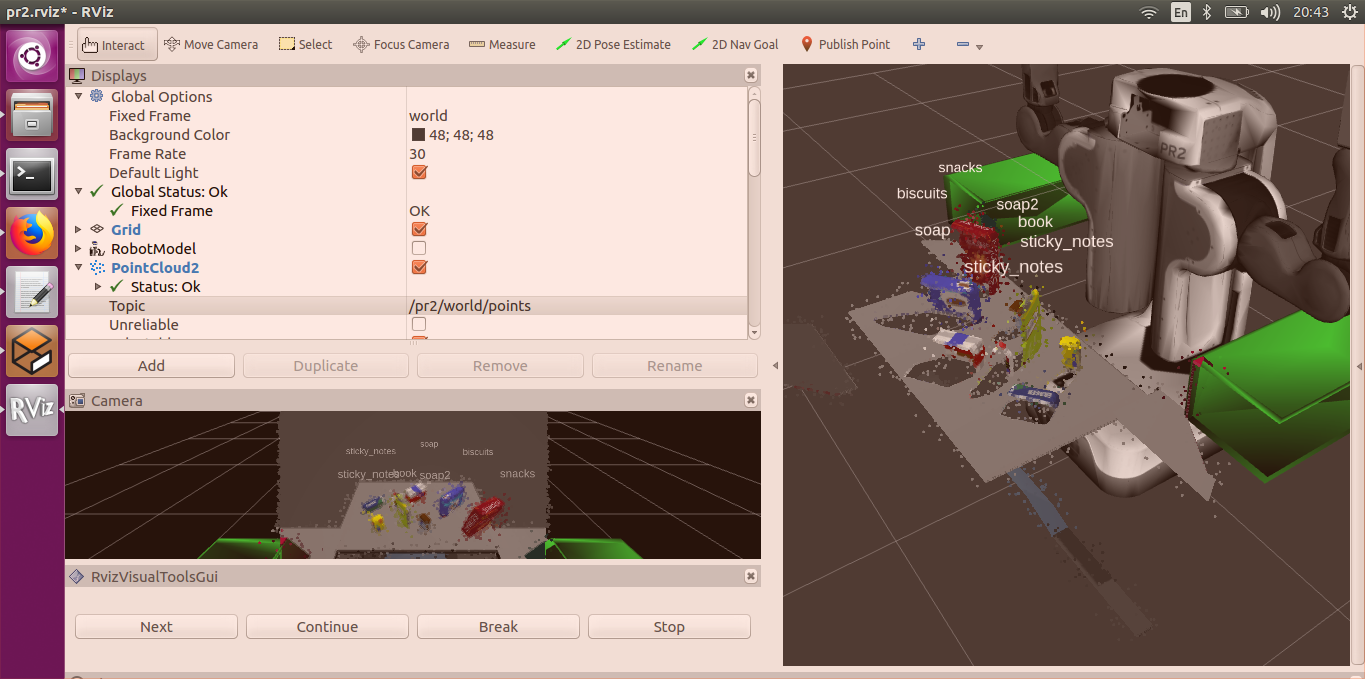 pr2.rviz* - RViz
En
20:43
Interact
Move Camera
Select
Focus Camera
Measure
2D Pose Estimate
2D Nav Goal
Publish Point
Displays
Global Options
Fixed Frame world
Background Color 48; 48; 48
Frame Rate 30
Default Light
Global Status: Ok
Fixed Frame OK
Grid
RobotModel
PointCloud2
Status: Ok
Topic /pr2/world/points
Unreliable
Add
Duplicate
Remove
Rename
Camera
soap
sticky_notes
biscuits
sticky_notes
book
soap2
snacks
RvizVisualToolsGui
Next
Continue
Break
Stop
RViz
PR2
snacks
biscuits
soap2
book
soap
sticky_notes
sticky_notes